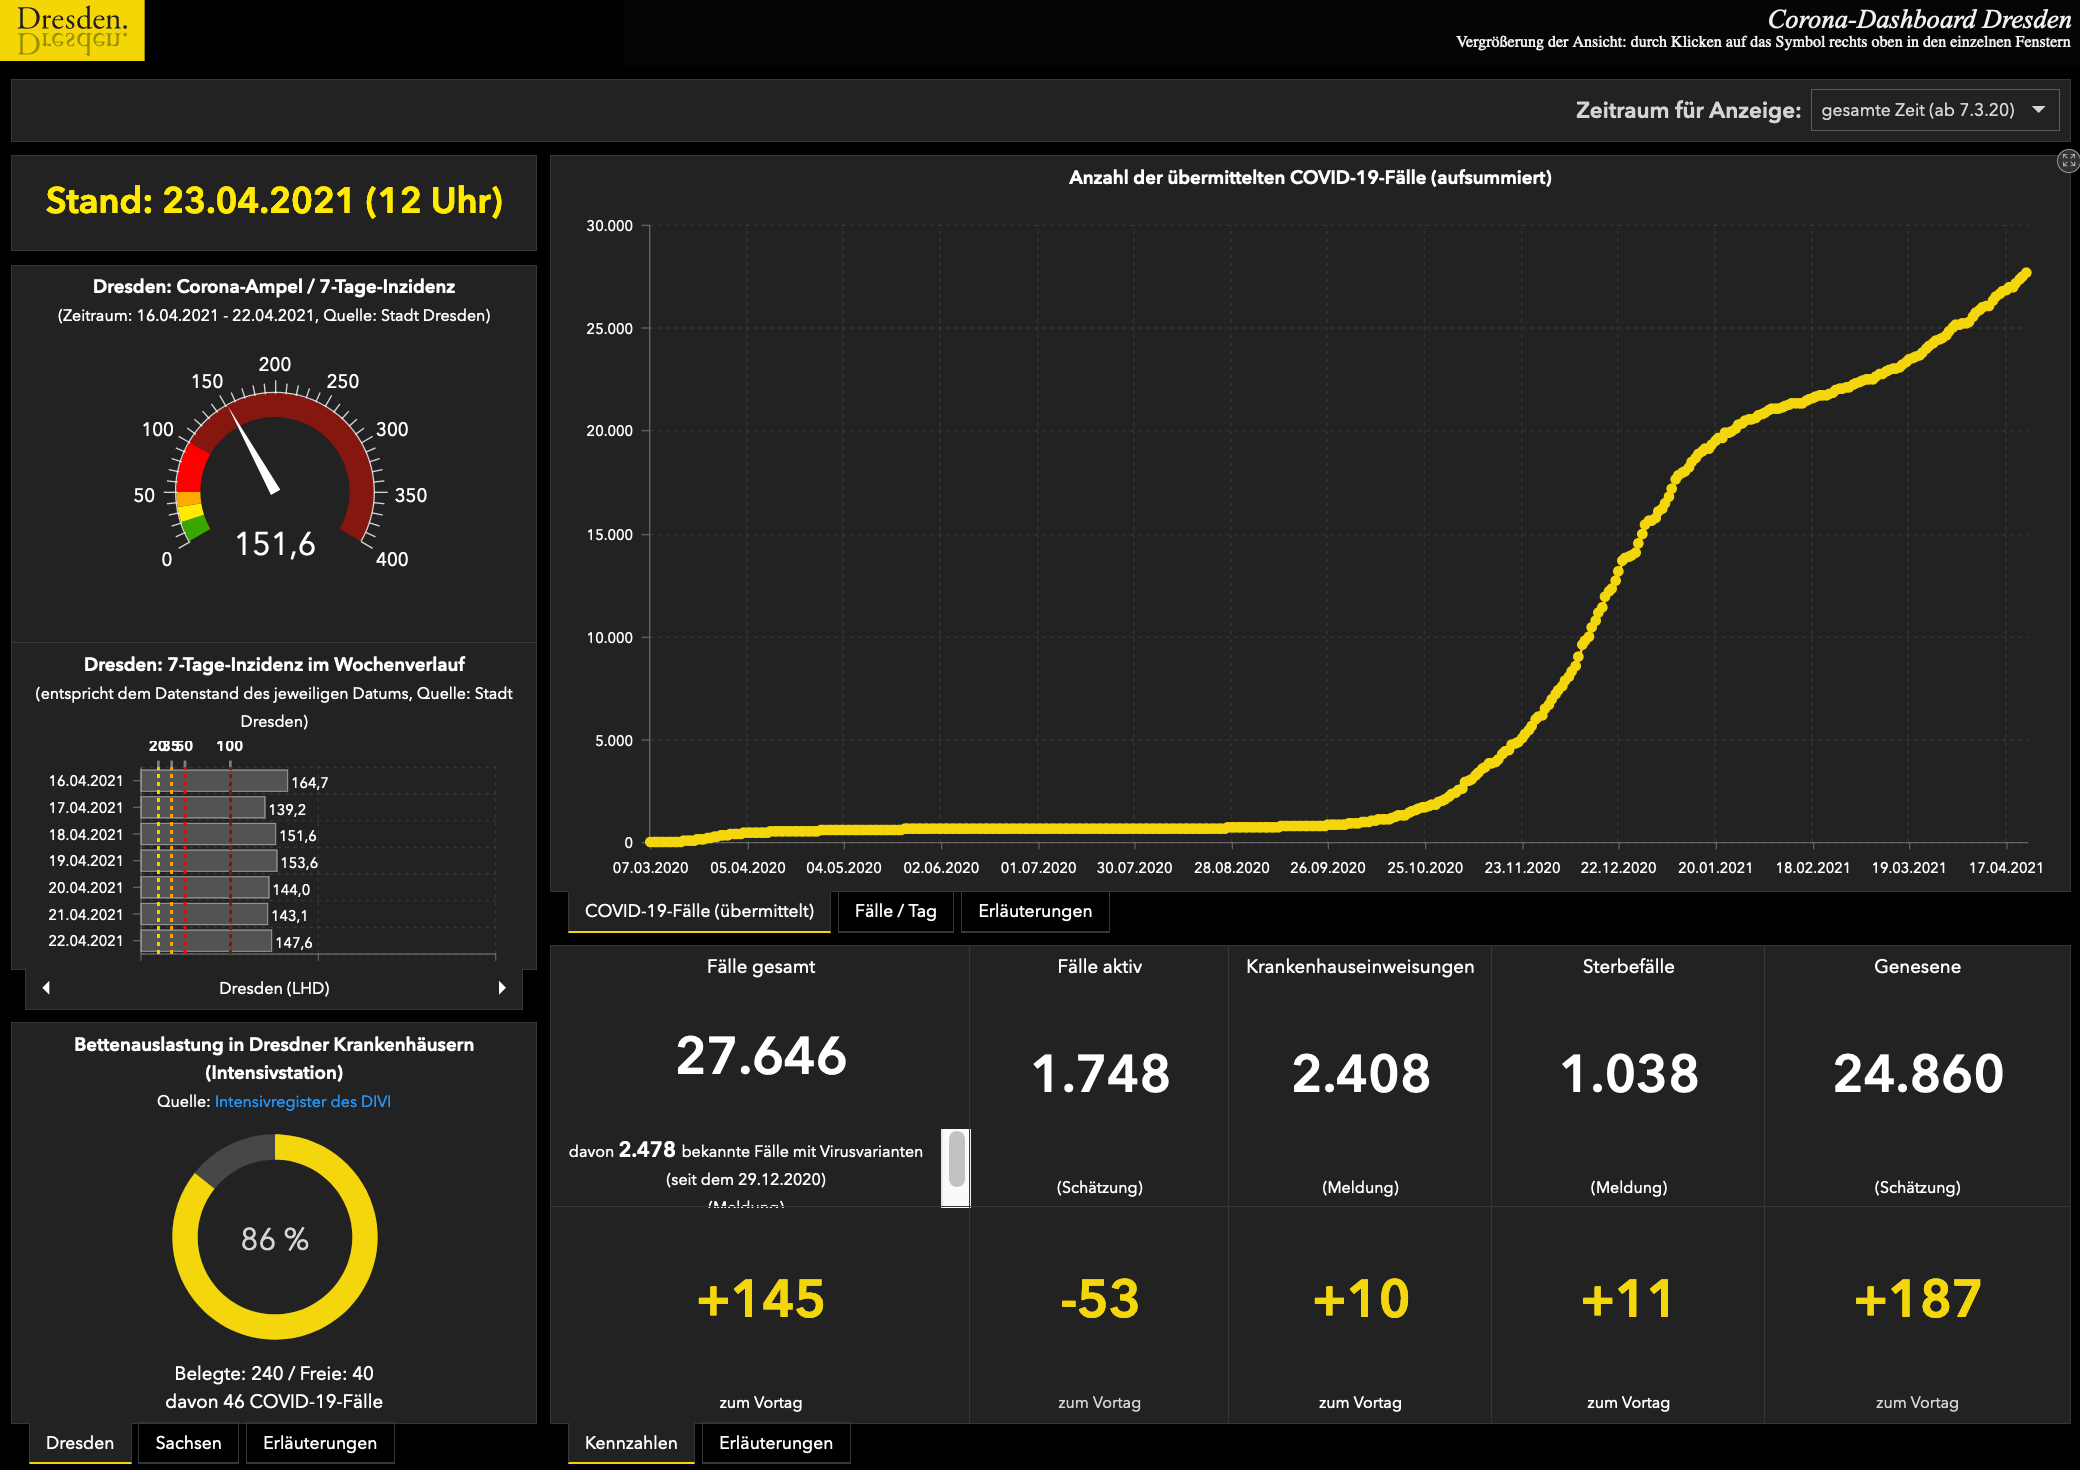 Dresden.
Dresden.
Corona-Dashboard Dresden
Vergrößerung der Ansicht: durch Klicken auf das Symbol rechts oben in den einzelnen Fenstern
Zeitraum für Anzeige: gesamte Zeit (ab 7.3.20)
Stand: 23.04.2021 (12 Uhr)
Dresden: Corona-Ampel / 7-Tage-Inzidenz
(Zeitraum: 16.04.2021 - 22.04.2021, Quelle: Stadt Dresden)
0 50 100 150 200 250 300 350 400
151,6
Dresden: 7-Tage-Inzidenz im Wochenverlauf
(entspricht dem Datenstand des jeweiligen Datums, Quelle: Stadt
Dresden)
20 35 50 100
16.04.2021 164,7
17.04.2021 139,2
18.04.2021 151,6
19.04.2021 153,6
20.04.2021 144,0
21.04.2021 143,1
22.04.2021 147,6
Dresden (LHD)
Bettenauslastung in Dresdner Krankenhäusern
(Intensivstation)
Quelle: Intensivregister des DIVI
86 %
Belegte: 240 / Freie: 40
davon 46 COVID-19-Fälle
Dresden Sachsen Erläuterungen
Anzahl der übermittelten COVID-19-Fälle (aufsummiert)
30.000
25.000
20.000
15.000
10.000
5.000
0
07.03.2020 05.04.2020 04.05.2020 02.06.2020 01.07.2020 30.07.2020 28.08.2020 26.09.2020 25.10.2020 23.11.2020 22.12.2020 20.01.2021 18.02.2021 19.03.2021 17.04.2021
COVID-19-Fälle (übermittelt) Fälle / Tag Erläuterungen
Fälle gesamt
27.646
davon 2.478 bekannte Fälle mit Virusvarianten
(seit dem 29.12.2020)
(Meldung)
+145
zum Vortag
Fälle aktiv
1.748
(Schätzung)
-53
zum Vortag
Krankenhauseinweisungen
2.408
(Meldung)
+10
zum Vortag
Sterbefälle
1.038
(Meldung)
+11
zum Vortag
Genesene
24.860
(Schätzung)
+187
zum Vortag
Kennzahlen Erläuterungen